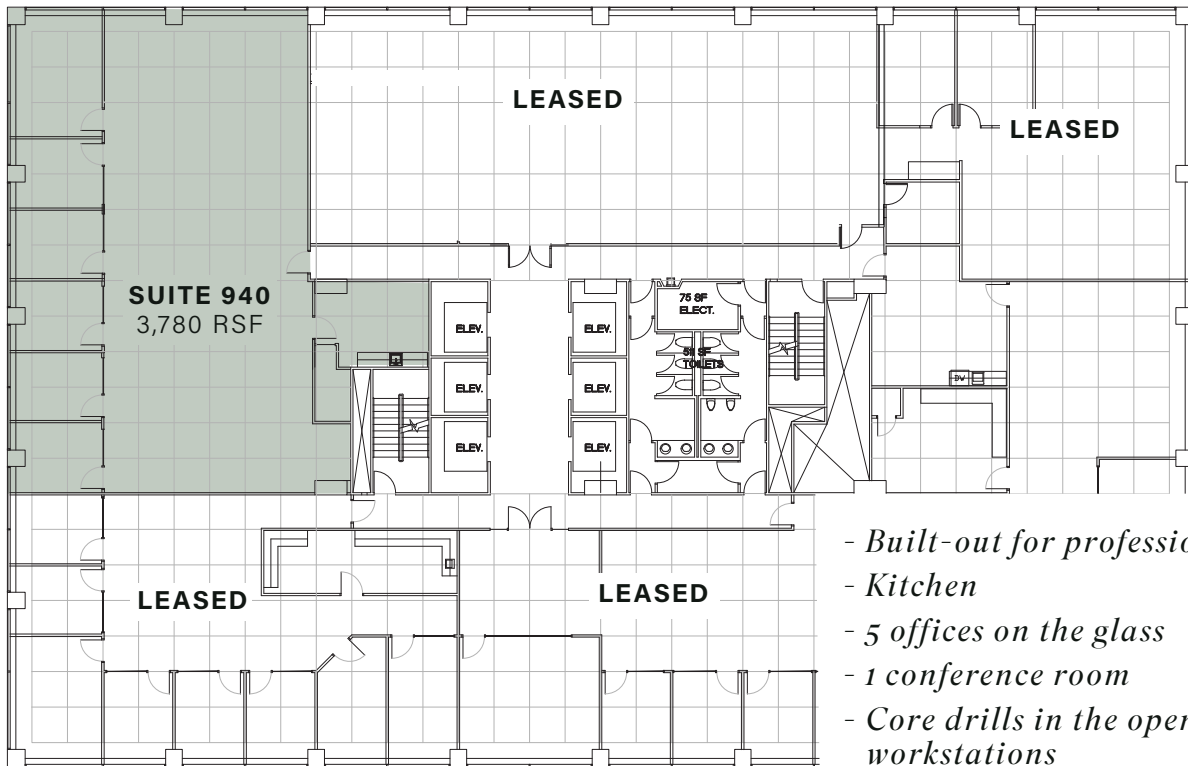 LEASED
LEASED
SUITE 940
3,780 RSF
75 SF
ELECT.
SF
TOILETS
ELEV.
ELEV.
ELEV.
ELEV.
ELEV.
ELEV.
DW
LEASED
LEASED
- Built-out for professio
- Kitchen
- 5 offices on the glass
- 1 conference room
- Core drills in the
workstations